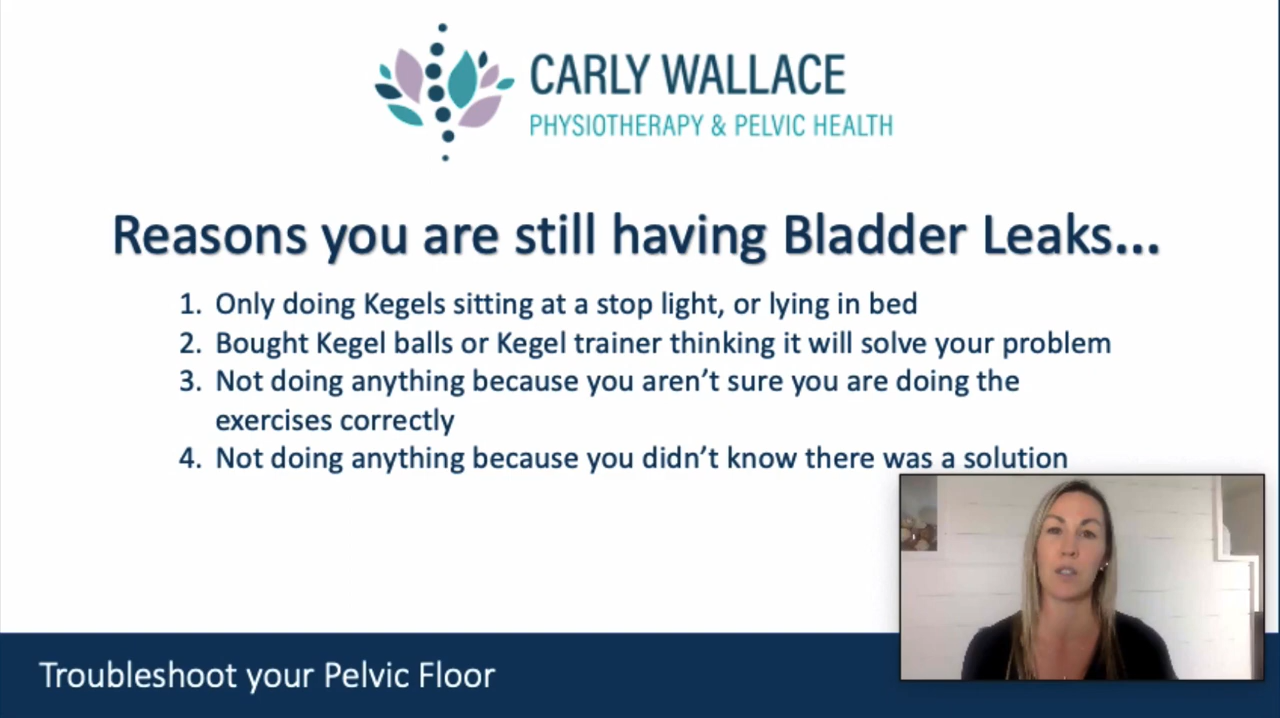 CARLY WALLACE
PHYSIOTHERAPY & PELVIC HEALTH
Reasons you are still having Bladder Leaks...
1. Only doing Kegels sitting at a stop light, or lying in bed
2. Bought Kegel balls or Kegel trainer thinking it will solve your problem
3. Not doing anything because you aren’t sure you are doing the
exercises correctly
4. Not doing anything because you didn’t know there was a solution
Troubleshoot your Pelvic Floor